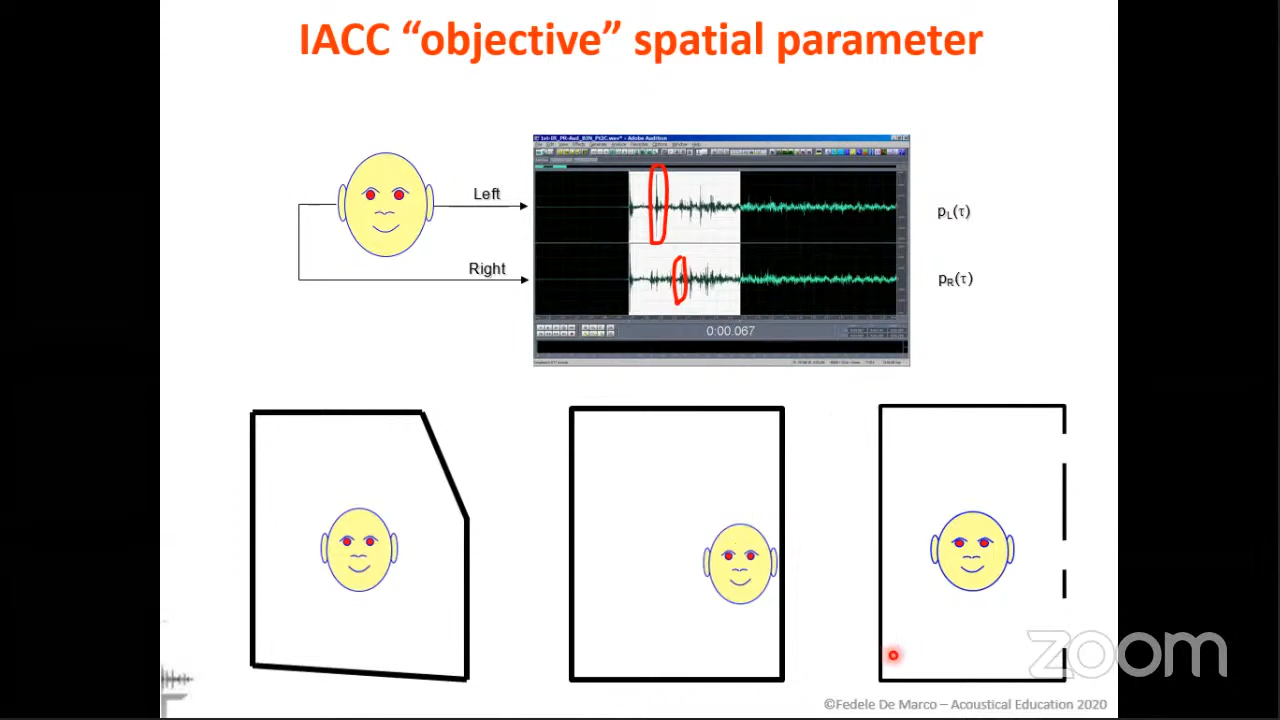 IACC “objective” spatial parameter
Left
Right
pL(τ)
pR(τ)
0:00.067
zoom
©Fedele De Marco – Acoustical Education 2020